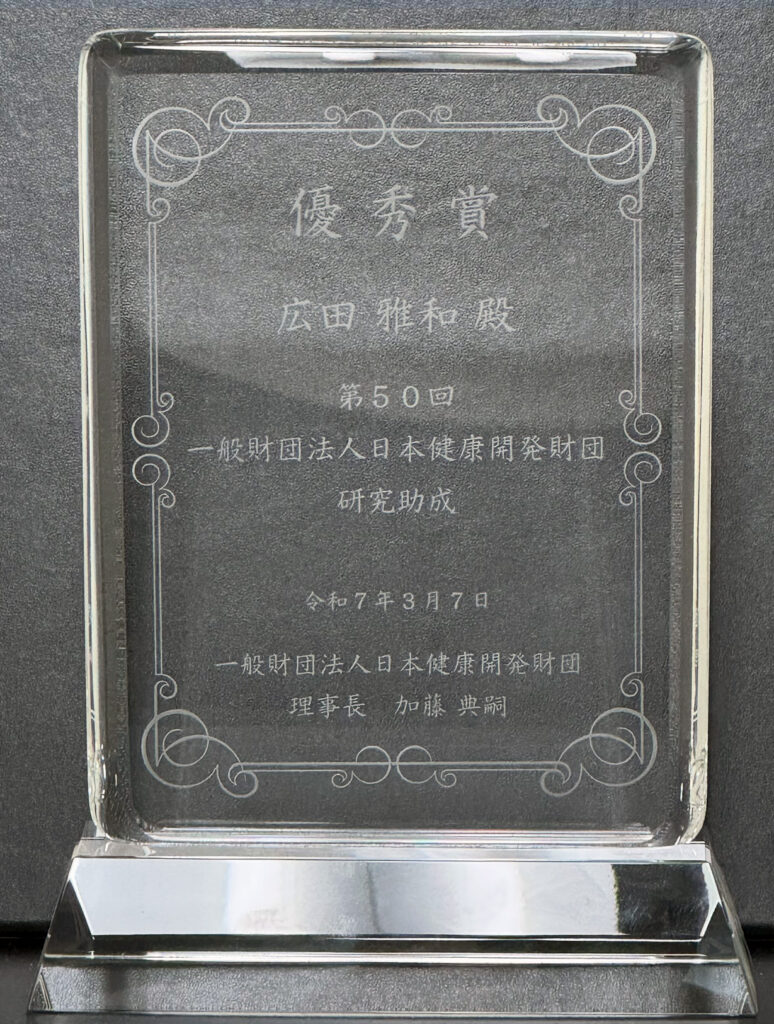 優秀賞
広田 雅和 殿
第50回
一般財団法人日本健康開発財団
研究助成
令和7年3月7日
一般財団法人日本健康開発財団
理事長　加藤 典嗣